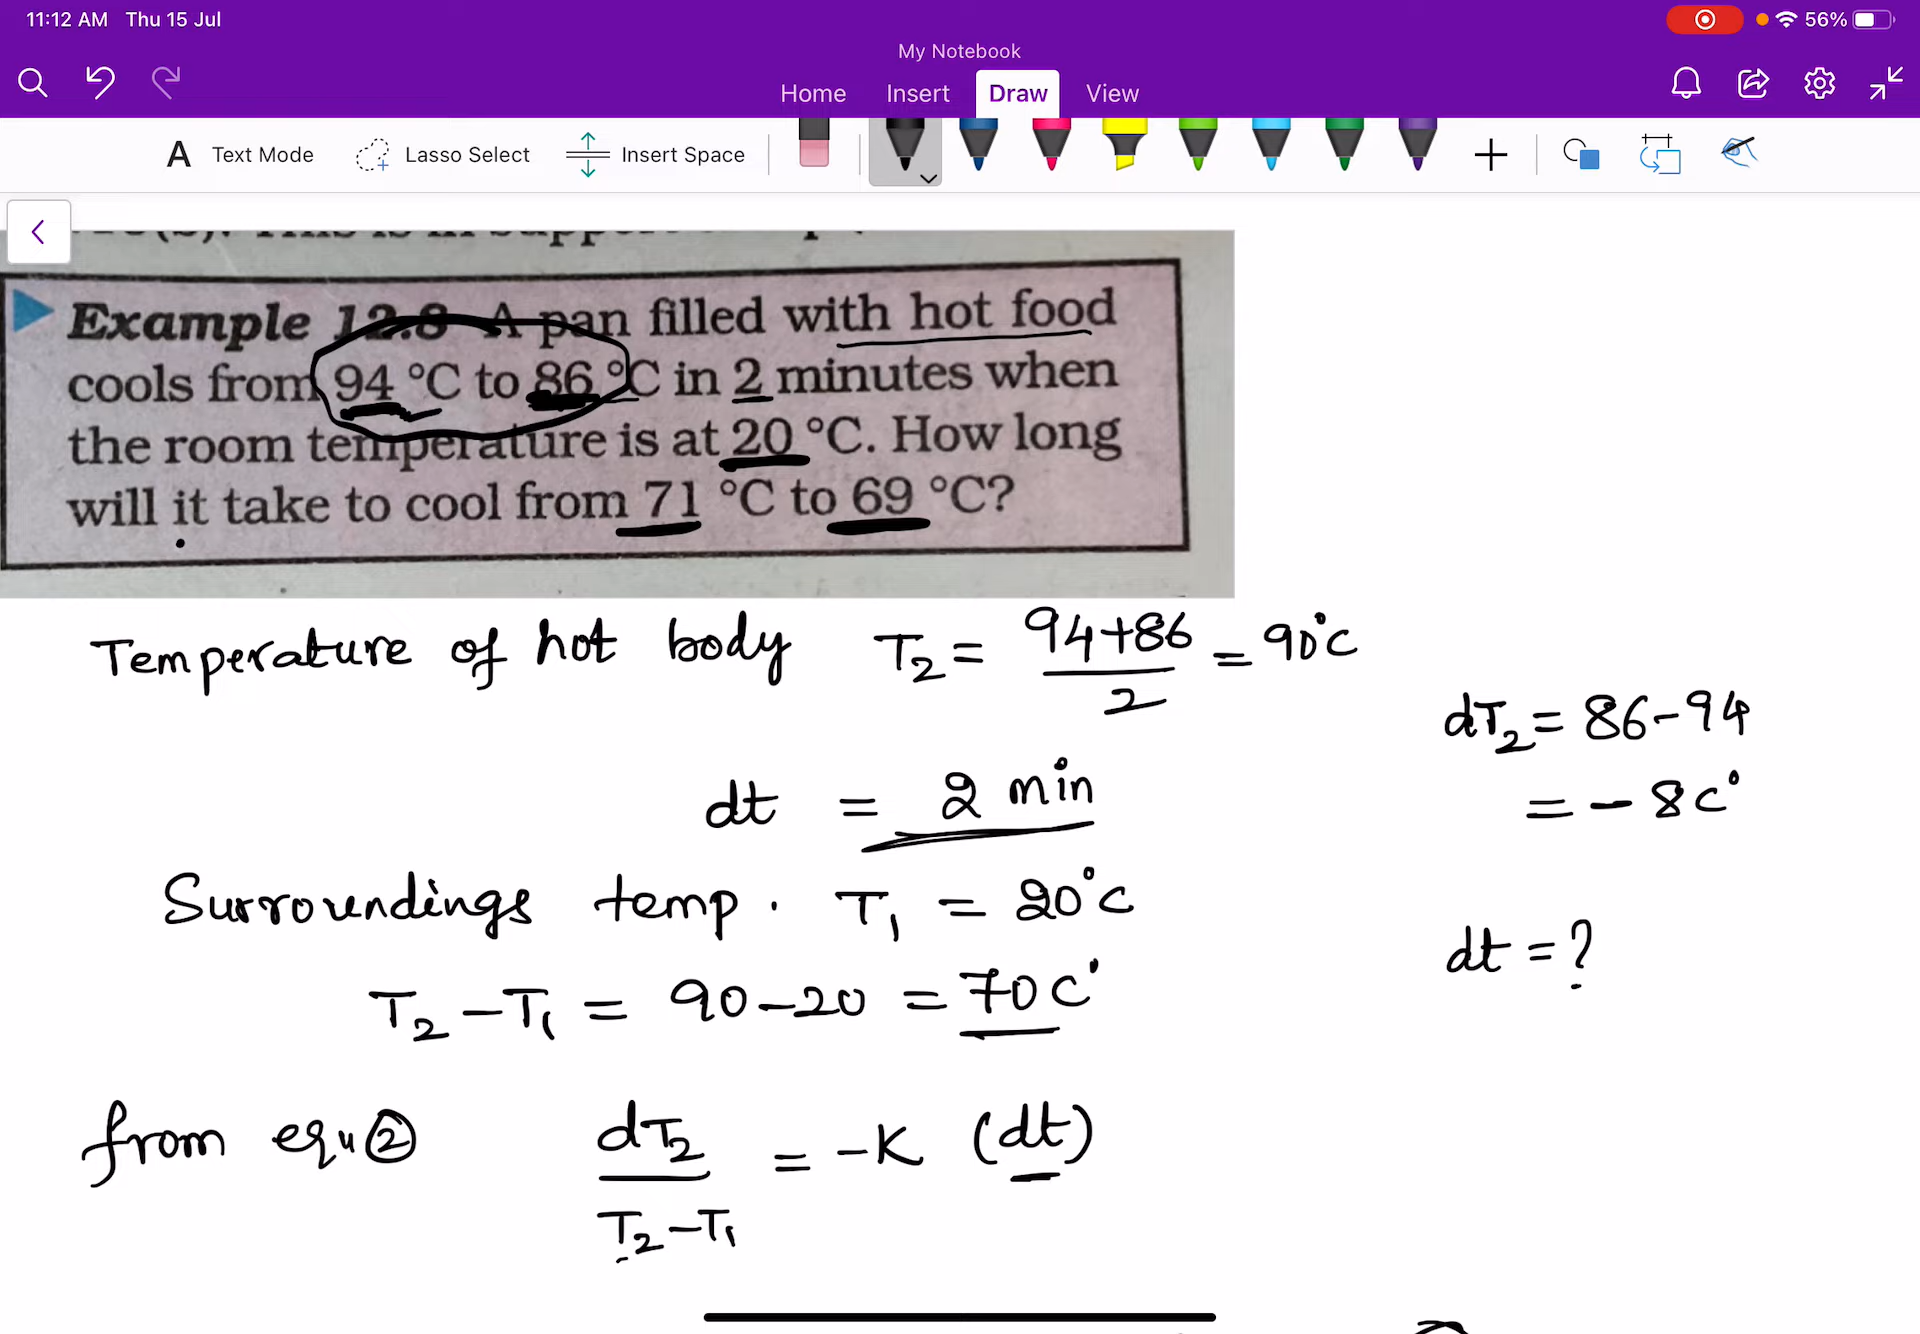 11:12 AM Thu 15 Jul
56%
My Notebook
Home Insert Draw View
A Text Mode Lasso Select Insert Space
Example 12.8 A pan filled with hot food
cools from 94 °C to 86 °C in 2 minutes when
the room temperature is at 20 °C. How long
will it take to cool from 71 °C to 69 °C?
Temperature of hot body T₂ = 94+86/2 = 90°C
dT₂ = 86-94
= -8C°
dt = 2 min
Surroundings temp. T₁ = 20°C
dt = ?
T₂-T₁ = 90-20 = 70C°
from equ② dT₂/T₂-T₁ = -K (dt)